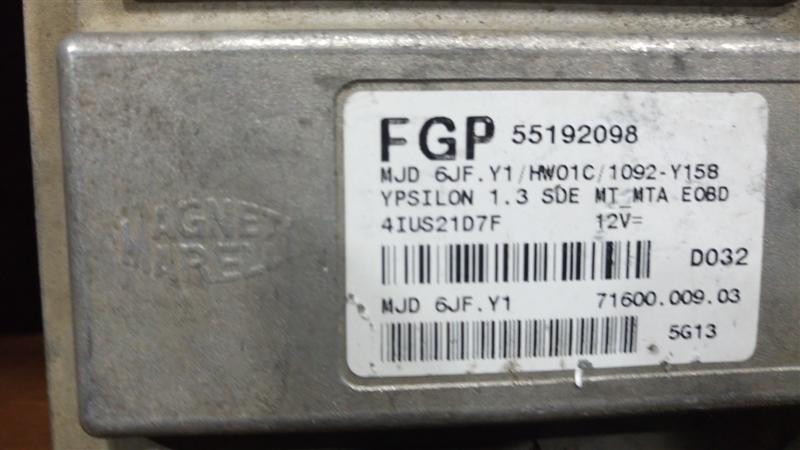 MAGNETI
MARELLI
FGP 55192098
MJD 6JF.Y1/HW01C/1092-Y158
YPSILON 1.3 SDE MT_MTA EOBD
4IUS21D7F 12V=
D032
MJD 6JF.Y1 71600.009.03
5G13